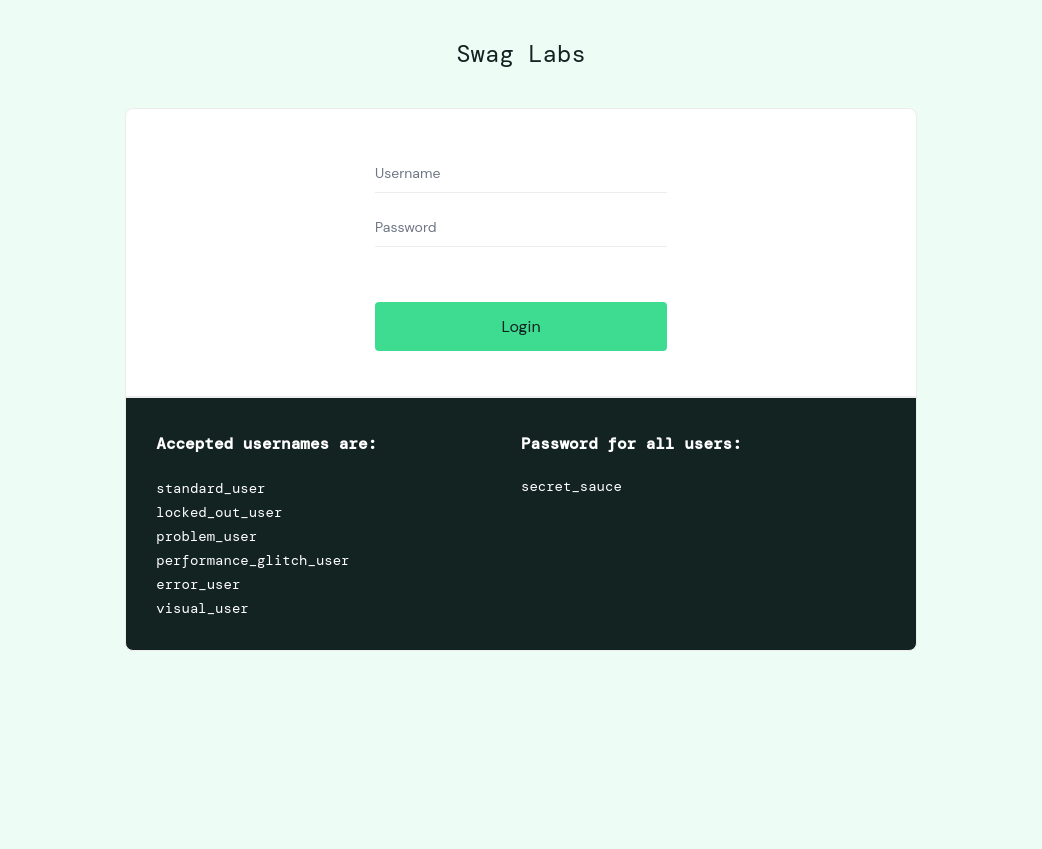 Swag Labs
Username
Password
Login
Accepted usernames are:
standard_user
locked_out_user
problem_user
performance_glitch_user
error_user
visual_user
Password for all users:
secret_sauce